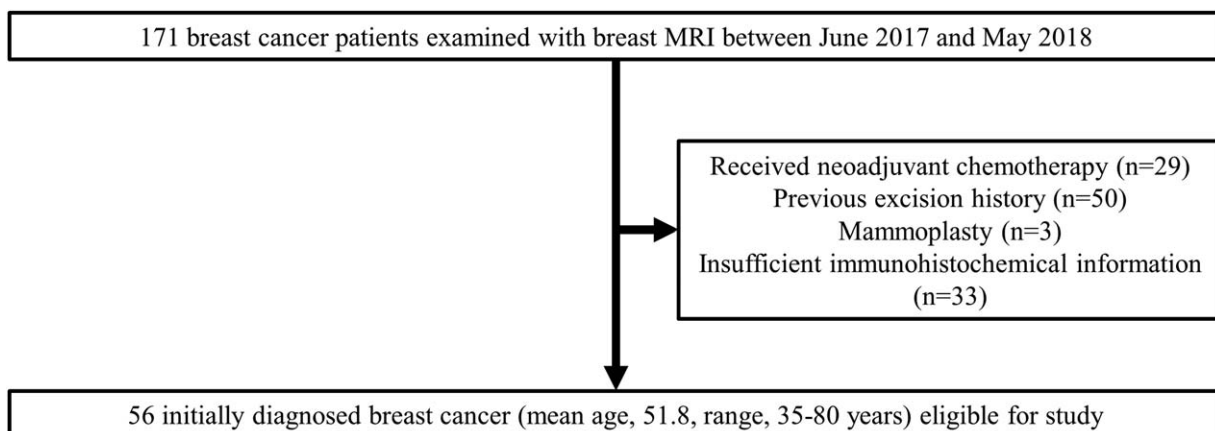 171 breast cancer patients examined with breast MRI between June 2017 and May 2018
Received neoadjuvant chemotherapy (n=29)
Previous excision history (n=50)
Mammoplasty (n=3)
Insufficient immunohistochemical information
(n=33)
56 initially diagnosed breast cancer (mean age, 51.8, range, 35-80 years) eligible for study